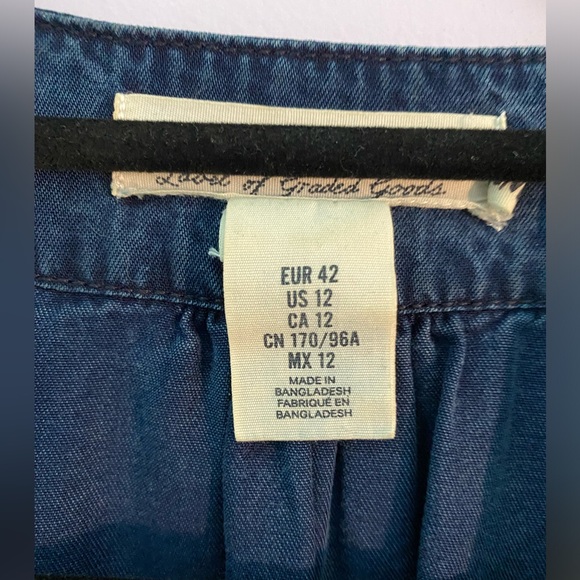 Label of Graded Goods
EUR 42
US 12
CA 12
CN 170/96A
MX 12
MADE IN
BANGLADESH
FABRIQUÉ EN
BANGLADESH